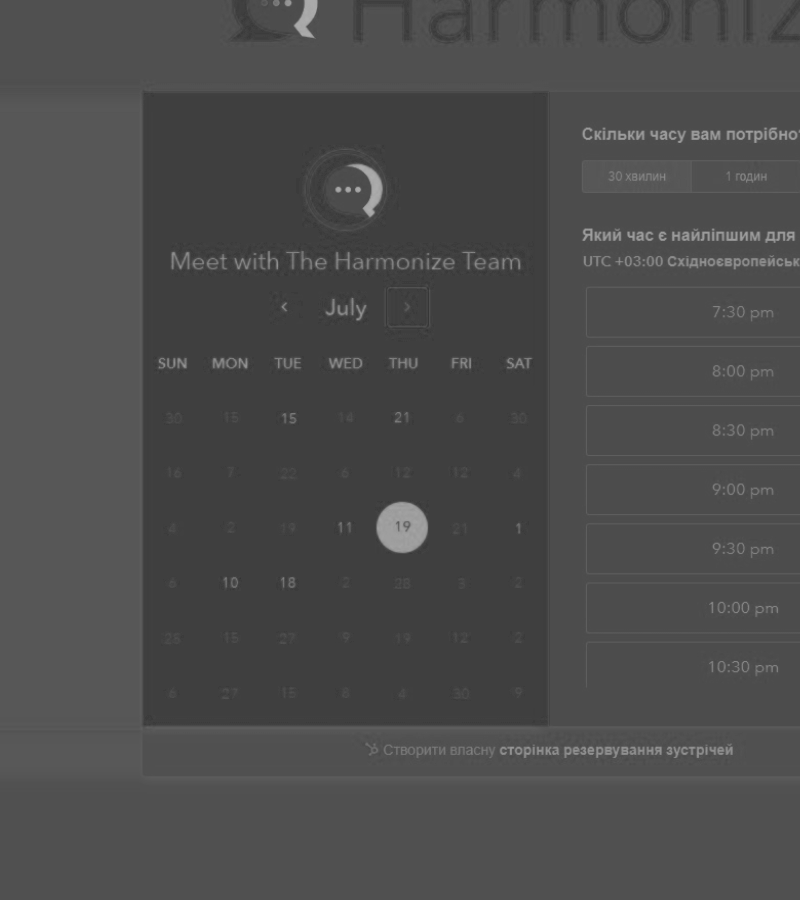 Harmoniz
Meet with The Harmonize Team
July
SUN MON TUE WED THU FRI SAT
30 15 15 14 21 6 30
16 7 22 6 12 12 4
4 2 19 11 19 21 1
6 10 18 2 28 3 2
28 15 27 9 19 12 2
6 27 15 8 4 30 9
Скільки часу вам потрібно
30 хвилин 1 годин
Який час є найліпшим для
UTC +03:00 Східноєвропейськ
7:30 pm
8:00 pm
8:30 pm
9:00 pm
9:30 pm
10:00 pm
10:30 pm
Створити власну сторінка резервування зустрічей